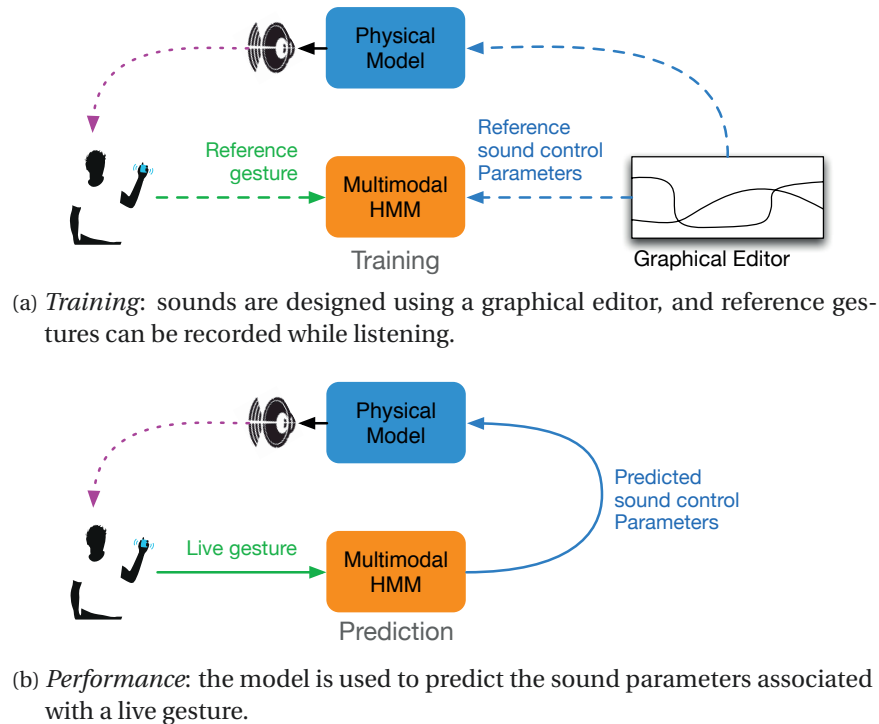 Physical
Model
Reference
gesture
Multimodal
HMM
Reference
sound control
Parameters
Training
Graphical Editor
(a) Training: sounds are designed using a graphical editor, and reference ges-
tures can be recorded while listening.
Physical
Model
Predicted
sound control
Parameters
Live gesture
Multimodal
HMM
Prediction
(b) Performance: the model is used to predict the sound parameters associated
with a live gesture.